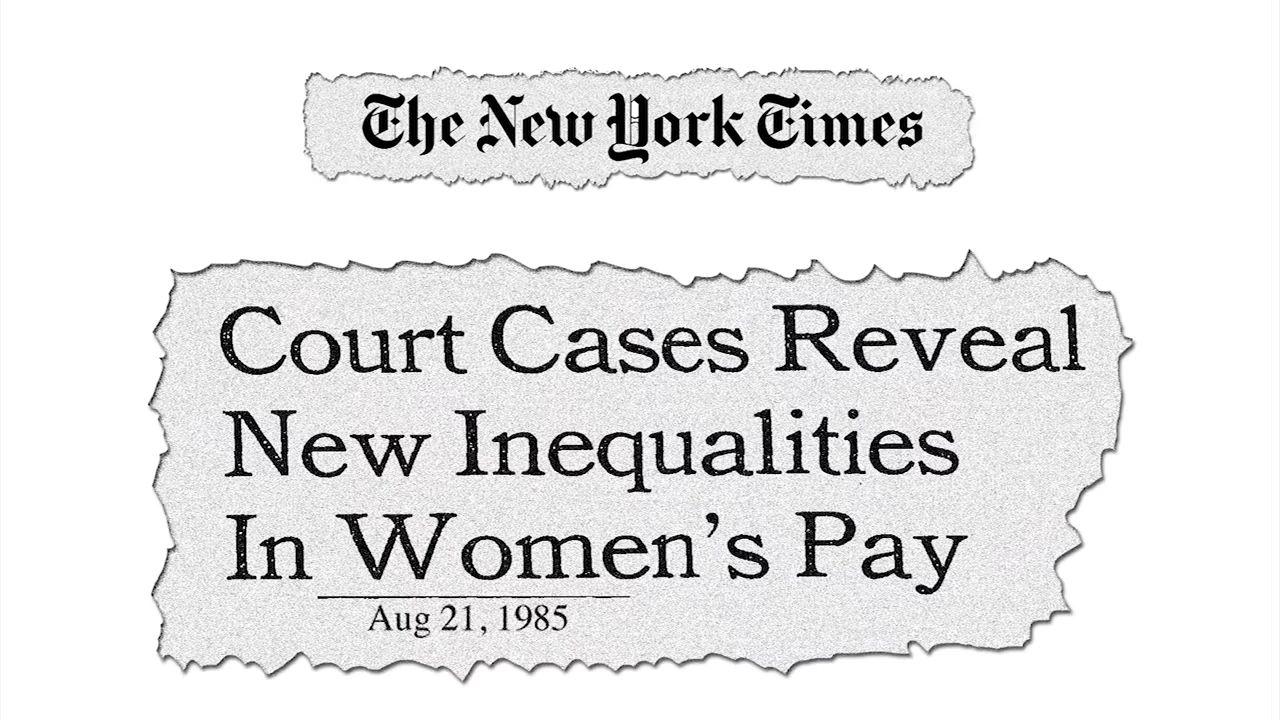 The New York Times
Court Cases Reveal
New Inequalities
In Women's Pay
Aug 21, 1985